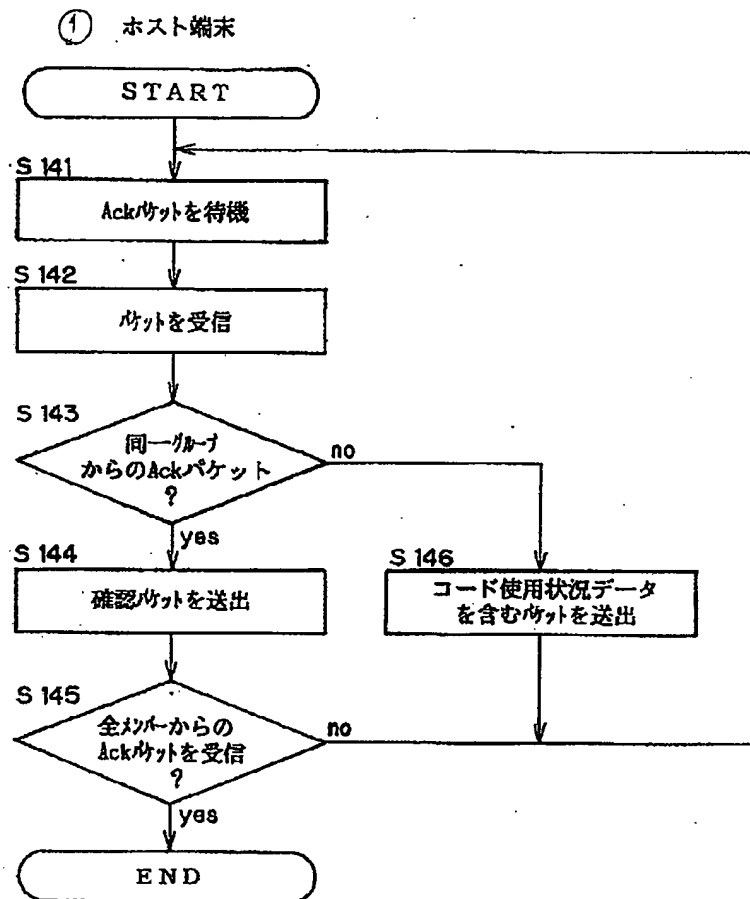 ① ホスト端末
START
S 141
Ackパケットを待機
S 142
パケットを受信
S 143
同一グループ
からのAckパケット
?
no
yes
S 144
確認パケットを送出
S 146
コード使用状況データ
を含むパケットを送出
S 145
全メンバーからの
Ackパケットを受信
?
no
yes
END